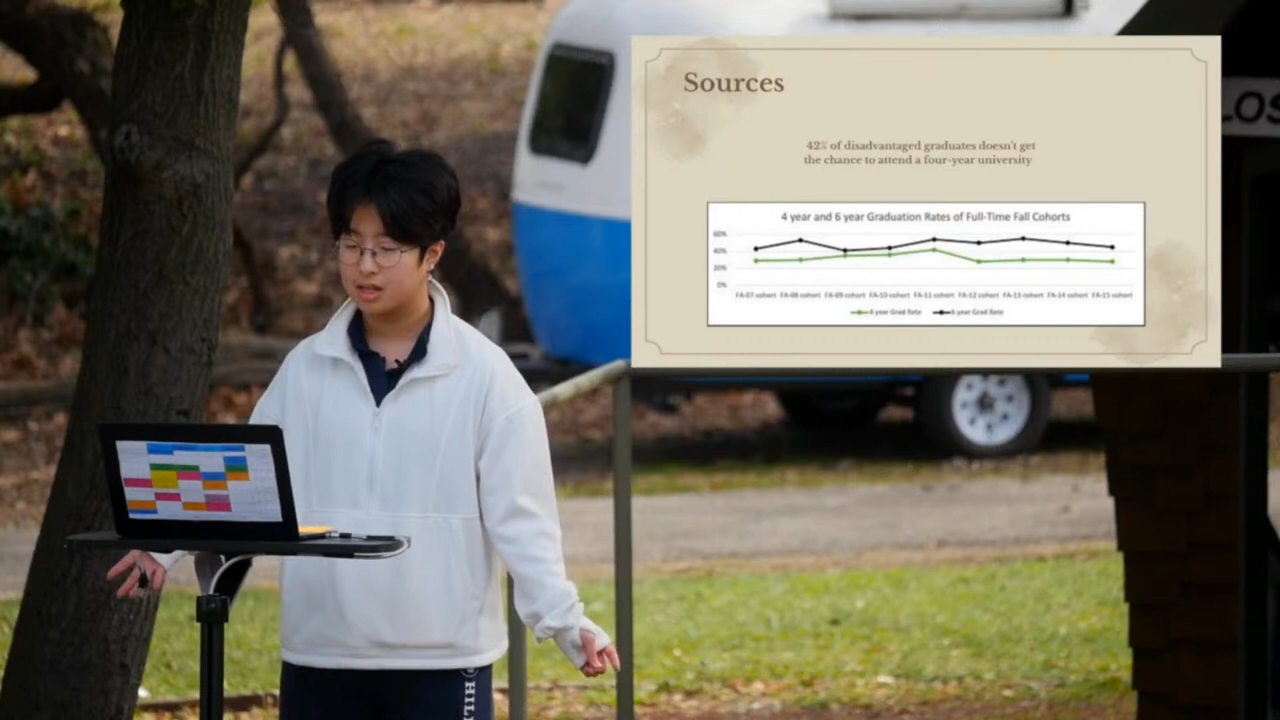 Sources
42% of disadvantaged graduates doesn't get
the chance to attend a four-year university
4 year and 6 year Graduation Rates of Full-Time Fall Cohorts
60%
40%
20%
0%
FA-07 cohort FA-08 cohort FA-09 cohort FA-10 cohort FA-11 cohort FA-12 cohort FA-13 cohort FA-14 cohort FA-15 cohort
4 year Grad Rate 6 year Grad Rate
LOS
HILL